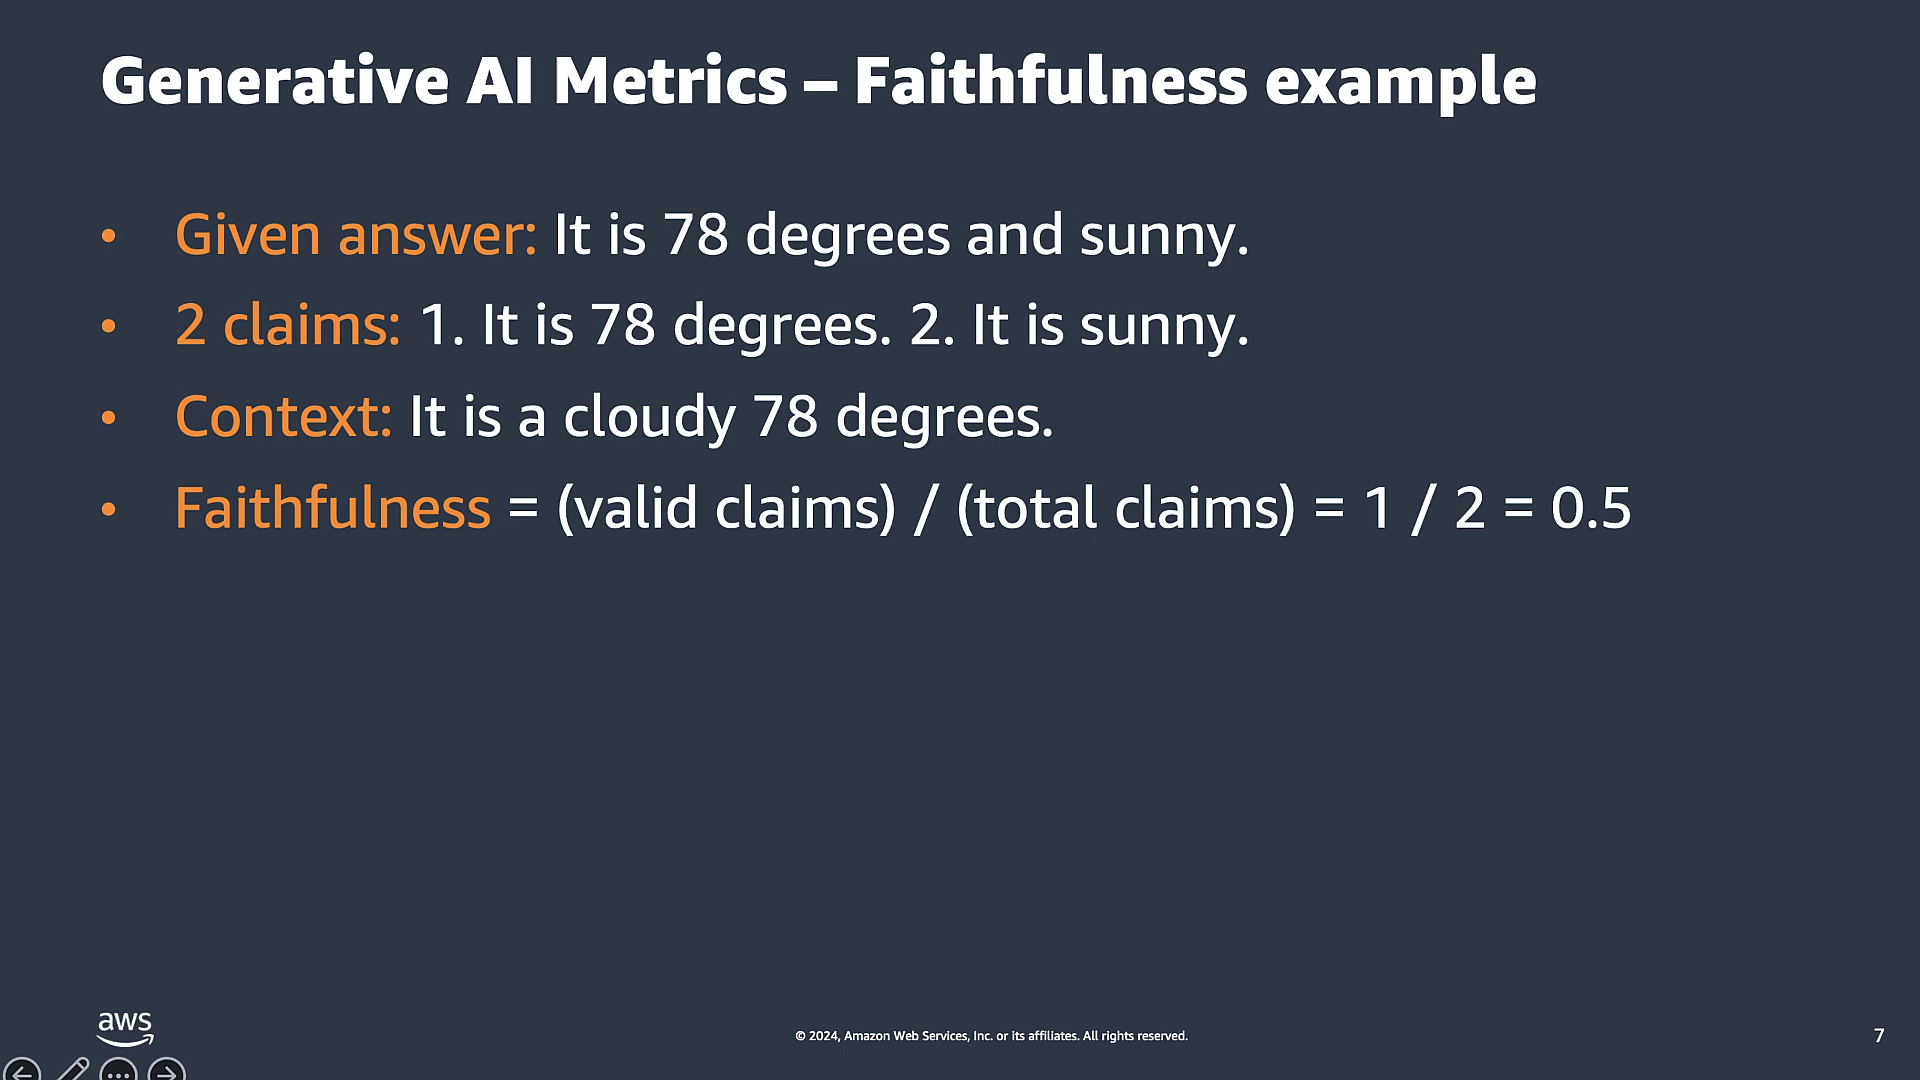 Generative AI Metrics – Faithfulness example
• Given answer: It is 78 degrees and sunny.
• 2 claims: 1. It is 78 degrees. 2. It is sunny.
• Context: It is a cloudy 78 degrees.
• Faithfulness = (valid claims) / (total claims) = 1 / 2 = 0.5
aws
© 2024, Amazon Web Services, Inc. or its affiliates. All rights reserved.
7